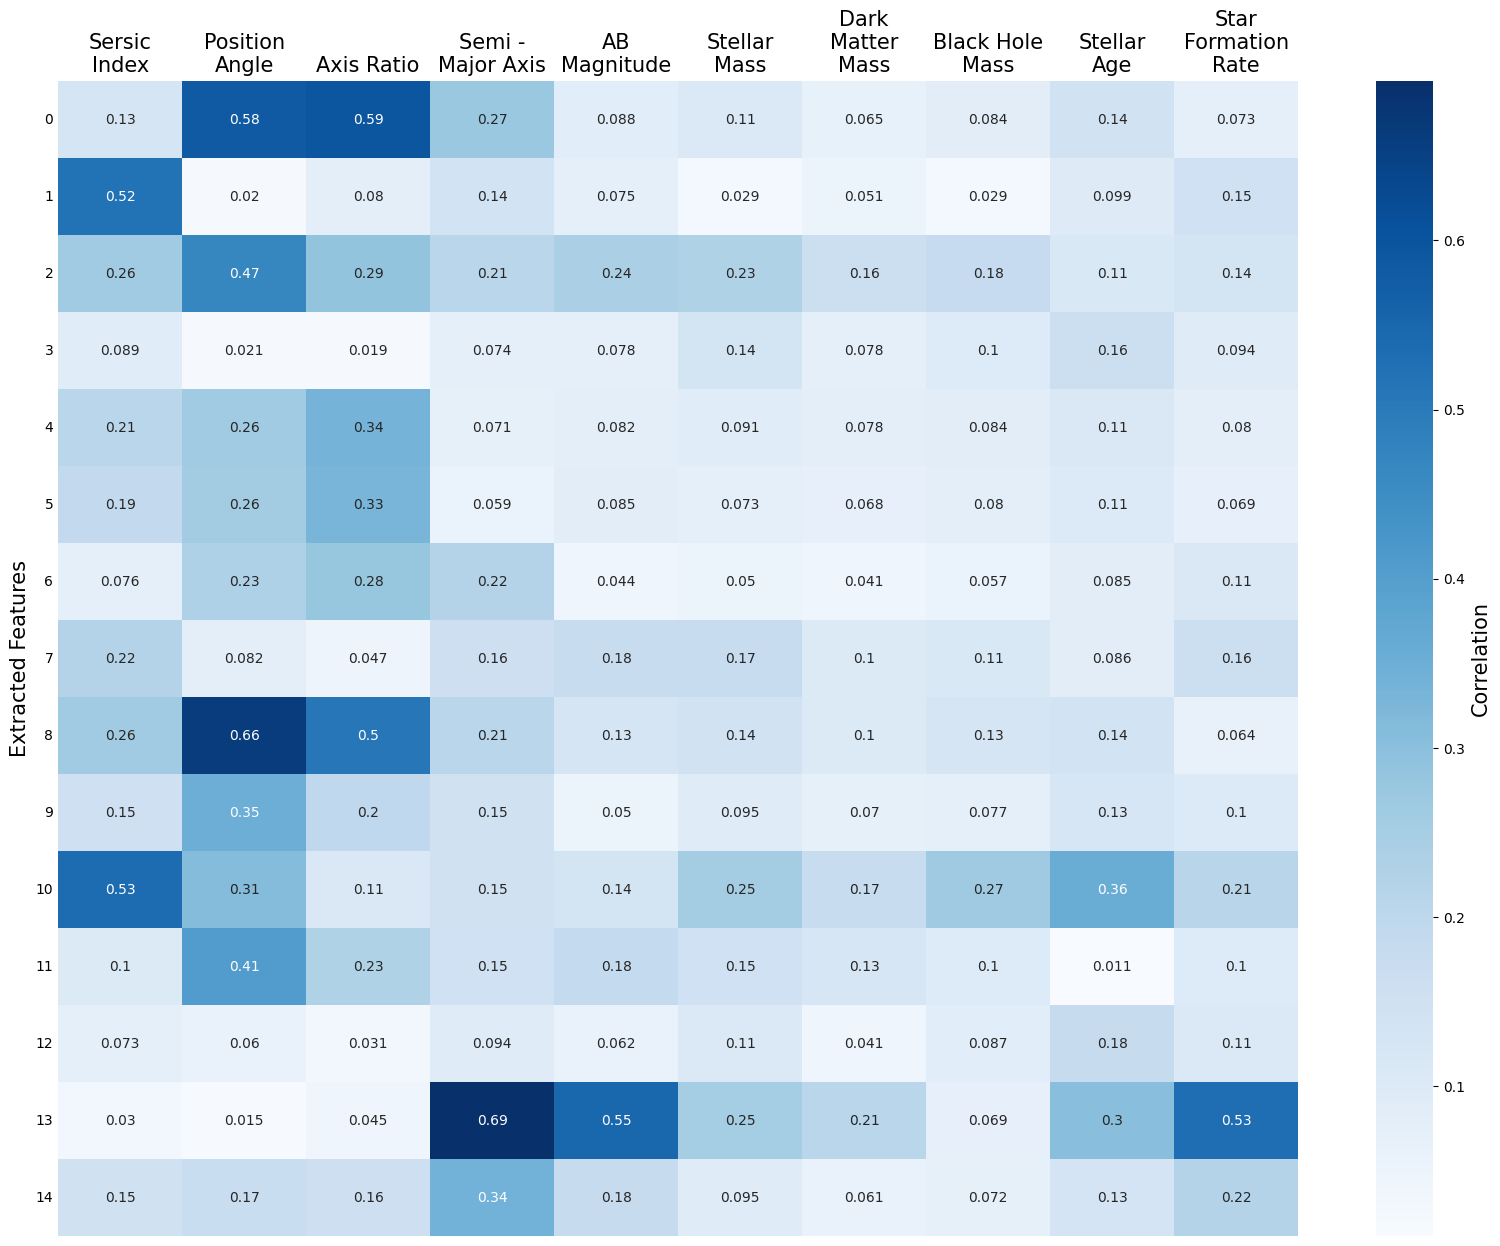 Sersic
Index
Position
Angle
Axis Ratio
Semi -
Major Axis
AB
Magnitude
Stellar
Mass
Dark
Matter
Mass
Black Hole
Mass
Stellar
Age
Star
Formation
Rate
Extracted Features
0 0.13 0.58 0.59 0.27 0.088 0.11 0.065 0.084 0.14 0.073
1 0.52 0.02 0.08 0.14 0.075 0.029 0.051 0.029 0.099 0.15
2 0.26 0.47 0.29 0.21 0.24 0.23 0.16 0.18 0.11 0.14
3 0.089 0.021 0.019 0.074 0.078 0.14 0.078 0.1 0.16 0.094
4 0.21 0.26 0.34 0.071 0.082 0.091 0.078 0.084 0.11 0.08
5 0.19 0.26 0.33 0.059 0.085 0.073 0.068 0.08 0.11 0.069
6 0.076 0.23 0.28 0.22 0.044 0.05 0.041 0.057 0.085 0.11
7 0.22 0.082 0.047 0.16 0.18 0.17 0.1 0.11 0.086 0.16
8 0.26 0.66 0.5 0.21 0.13 0.14 0.1 0.13 0.14 0.064
9 0.15 0.35 0.2 0.15 0.05 0.095 0.07 0.077 0.13 0.1
10 0.53 0.31 0.11 0.15 0.14 0.25 0.17 0.27 0.36 0.21
11 0.1 0.41 0.23 0.15 0.18 0.15 0.13 0.1 0.011 0.1
12 0.073 0.06 0.031 0.094 0.062 0.11 0.041 0.087 0.18 0.11
13 0.03 0.015 0.045 0.69 0.55 0.25 0.21 0.069 0.3 0.53
14 0.15 0.17 0.16 0.34 0.18 0.095 0.061 0.072 0.13 0.22
0.6
0.5
0.4
0.3
0.2
0.1
Correlation